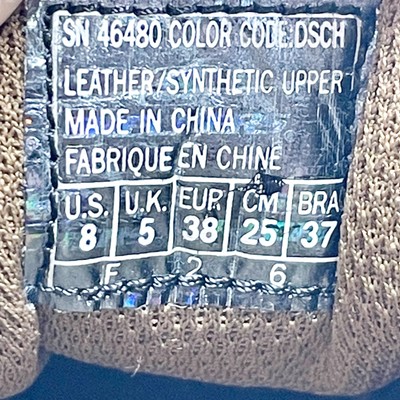 SN 46480 COLOR CODE.DSCH
LEATHER/SYNTHETIC UPPER
MADE IN CHINA
FABRIQUE EN CHINE
U.S. U.K. EUR. CM BRA
8 5 38 25 37
F 2 6